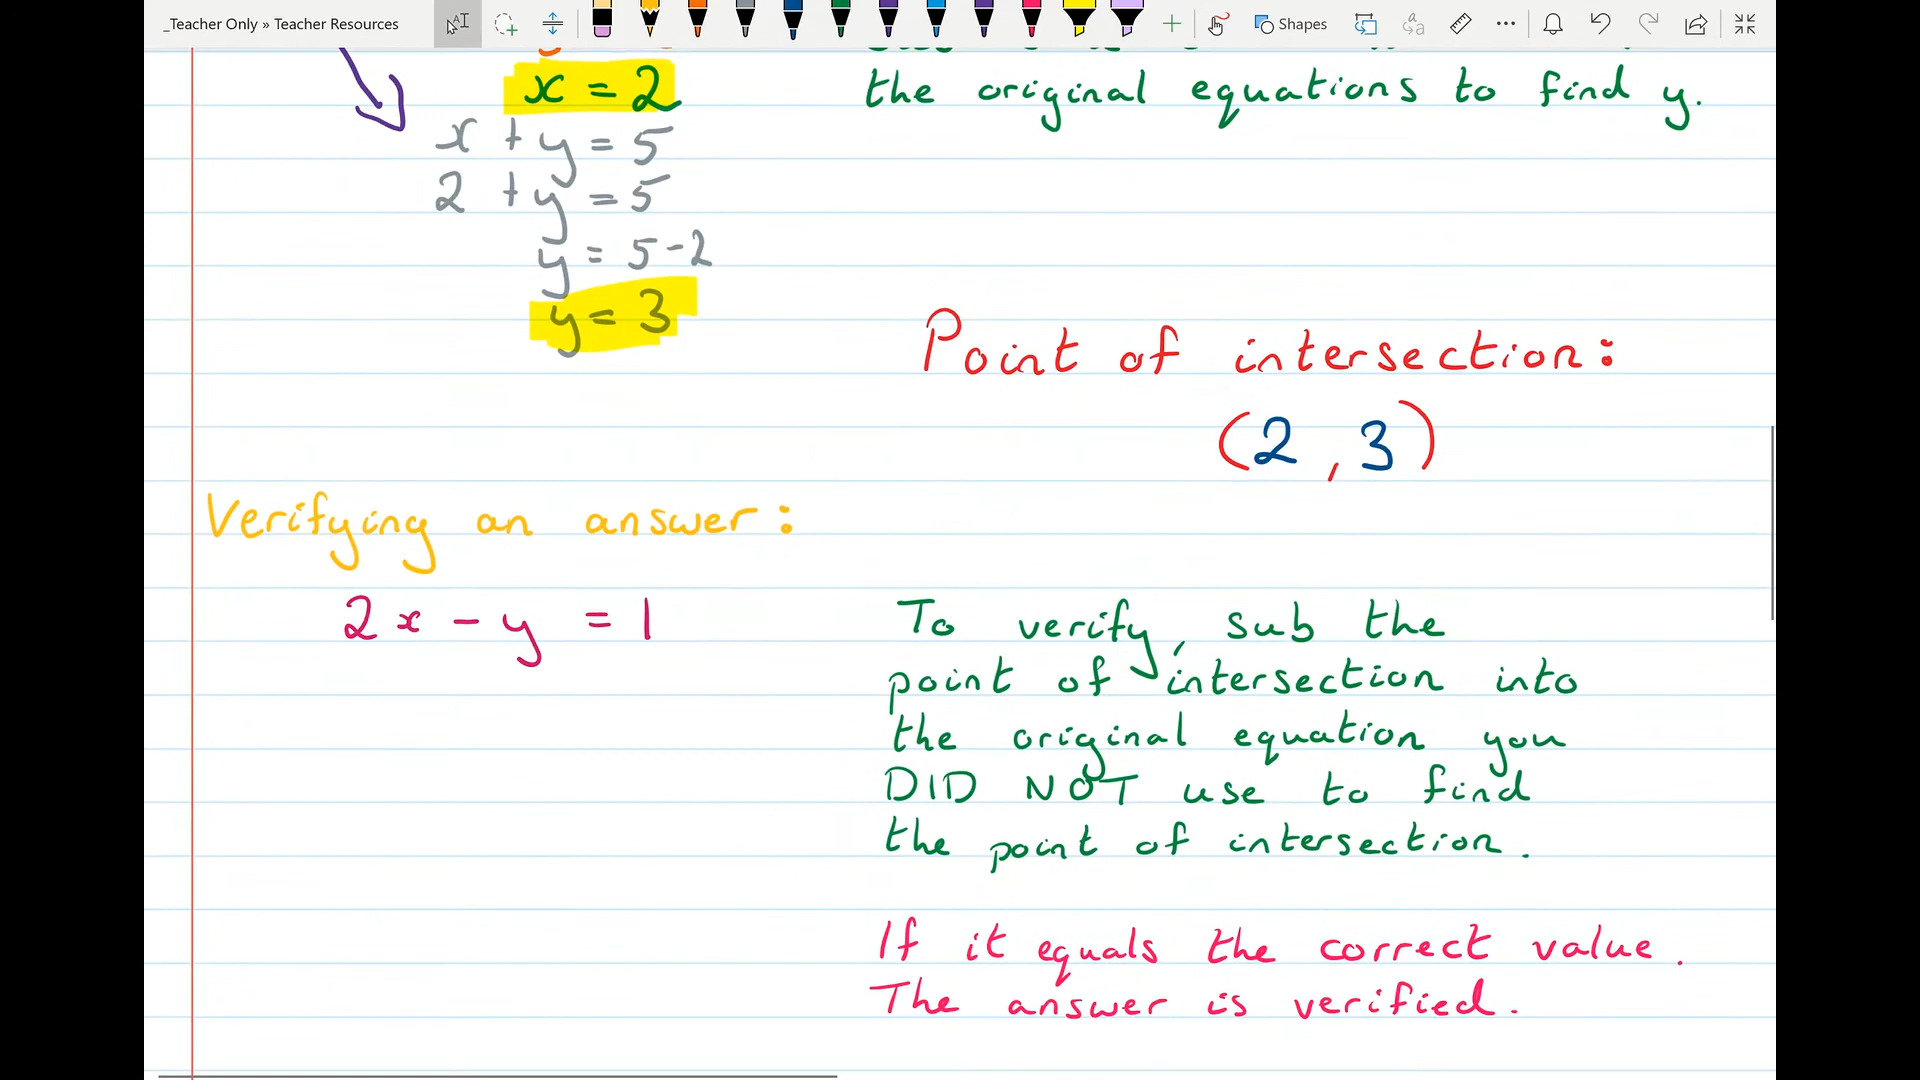 _Teacher Only » Teacher Resources
Shapes
x = 2
the original equations to find y.
x + y = 5
2 + y = 5
y = 5 - 2
y = 3
Point of intersection:
(2, 3)
Verifying an answer:
2x - y = 1
To verify, sub the
point of intersection into
the original equation you
DID NOT use to find
the point of intersection.
If it equals the correct value.
The answer is verified.